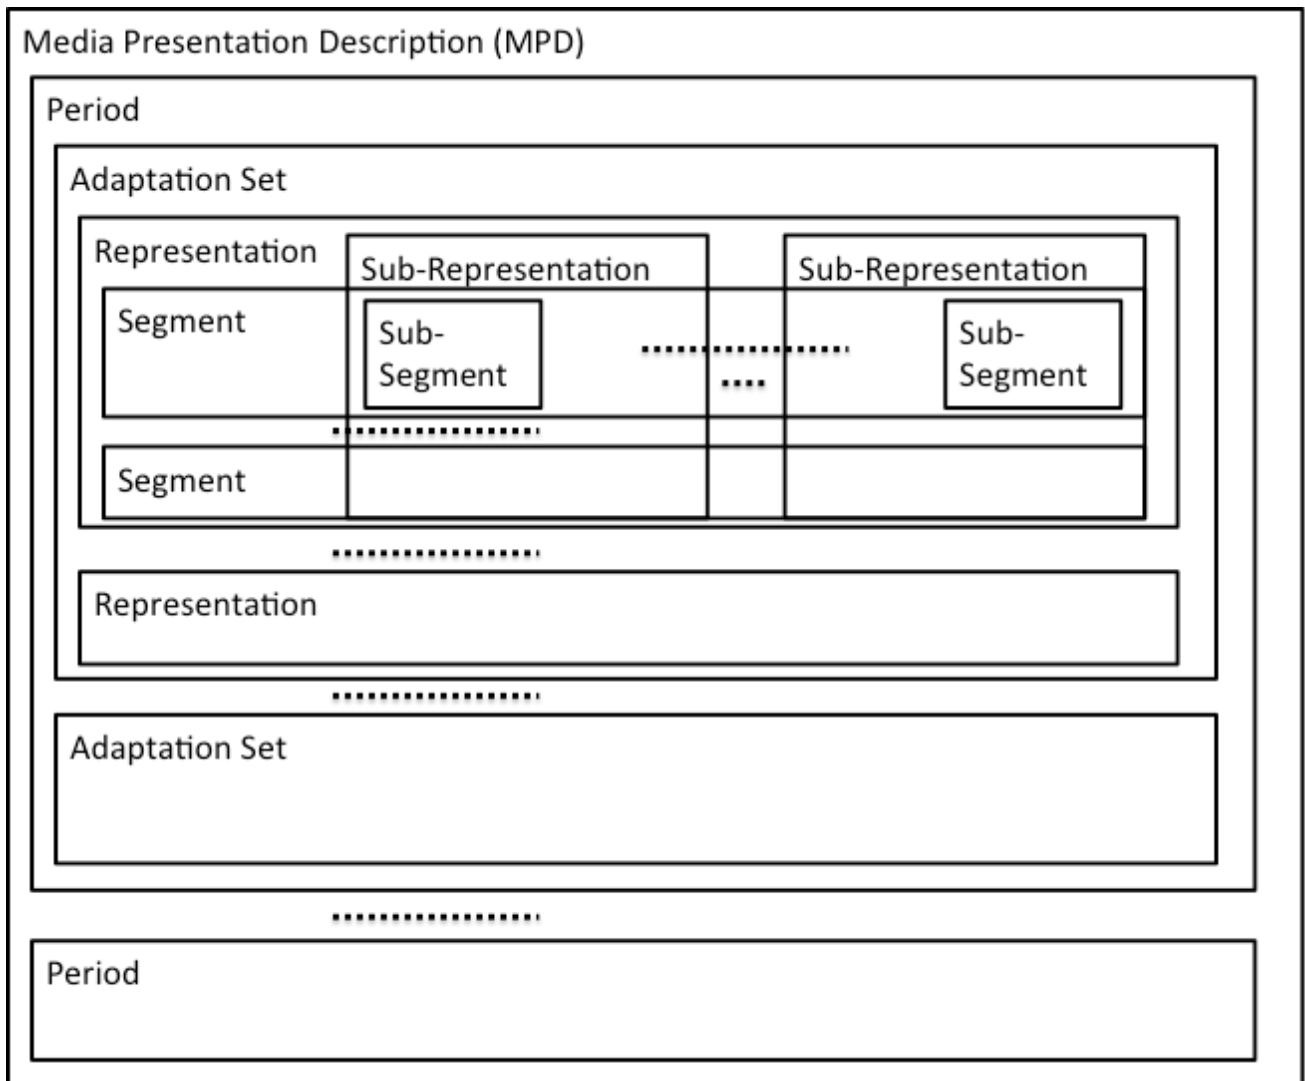 Media Presentation Description (MPD)
Period
Adaptation Set
Representation
Sub-Representation
Sub-Representation
Segment
Sub-
Segment
Sub-
Segment
Segment
Representation
Adaptation Set
Period